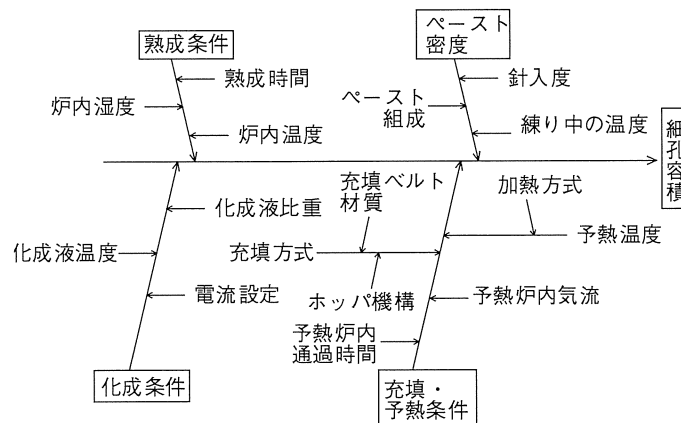 熟成条件
ペースト
密度
熟成時間
針入度
炉内湿度
ペースト
組成
炉内温度
練り中の温度
細孔容積
充填ベルト
材質
加熱方式
化成液比重
予熱温度
化成液温度
充填方式
電流設定
ホッパ機構
予熱炉内気流
予熱炉内
通過時間
化成条件
充填・
予熱条件